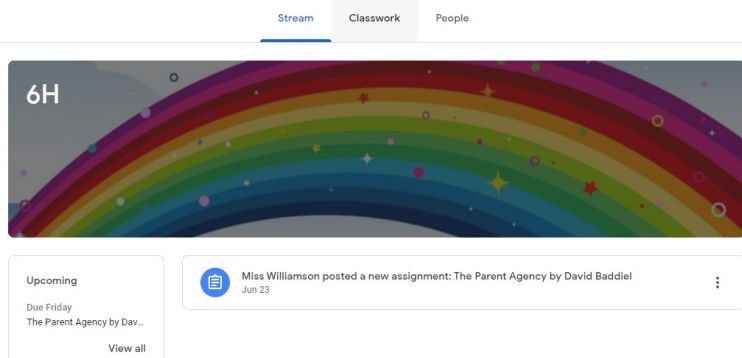 Stream Classwork People
6H
Upcoming
Due Friday
The Parent Agency by Dav...
View all
Miss Williamson posted a new assignment: The Parent Agency by David Baddiel
Jun 23